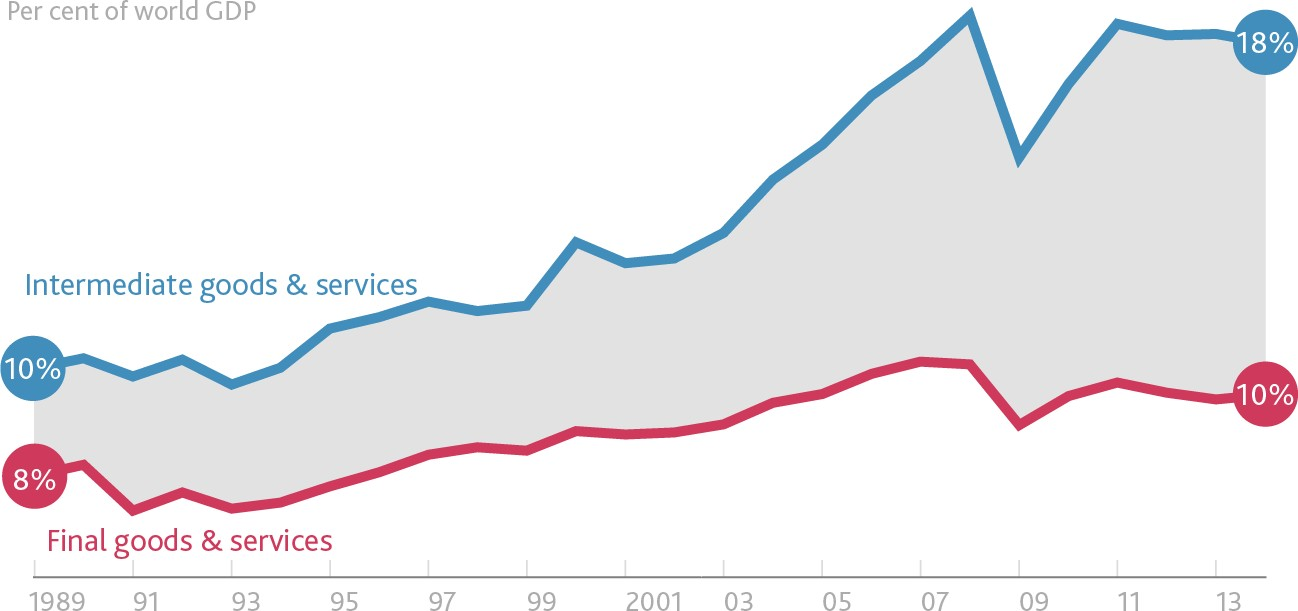 Per cent of world GDP
18%
Intermediate goods & services
10%
10%
8%
Final goods & services
1989 91 93 95 97 99 2001 03 05 07 09 11 13